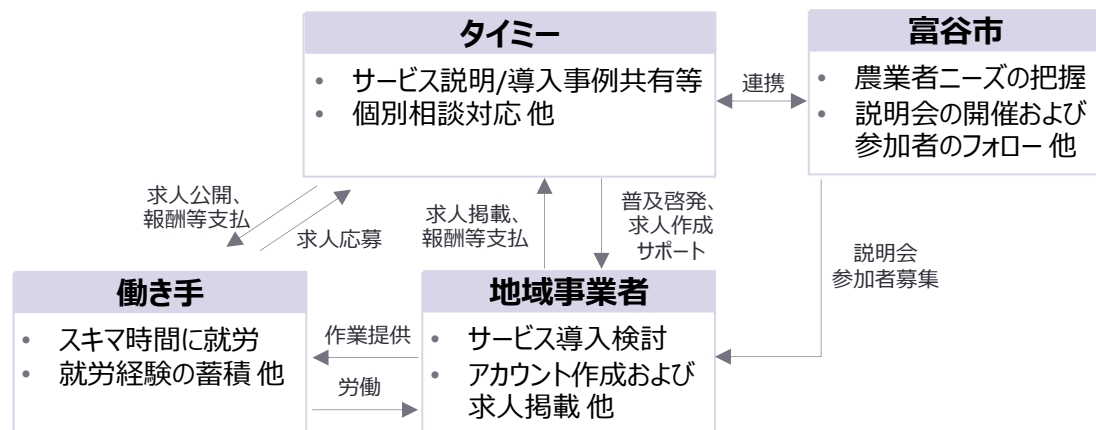 タイミー
• サービス説明/導入事例共有等
• 個別相談対応 他
連携
富谷市
• 農業者ニーズの把握
• 説明会の開催および
参加者のフォロー 他
求人公開、
報酬等支払
求人応募
求人掲載、
報酬等支払
普及啓発、
求人作成
サポート
説明会
参加者募集
働き手
• スキマ時間に就労
• 就労経験の蓄積 他
作業提供
労働
地域事業者
• サービス導入検討
• アカウント作成および
求人掲載 他